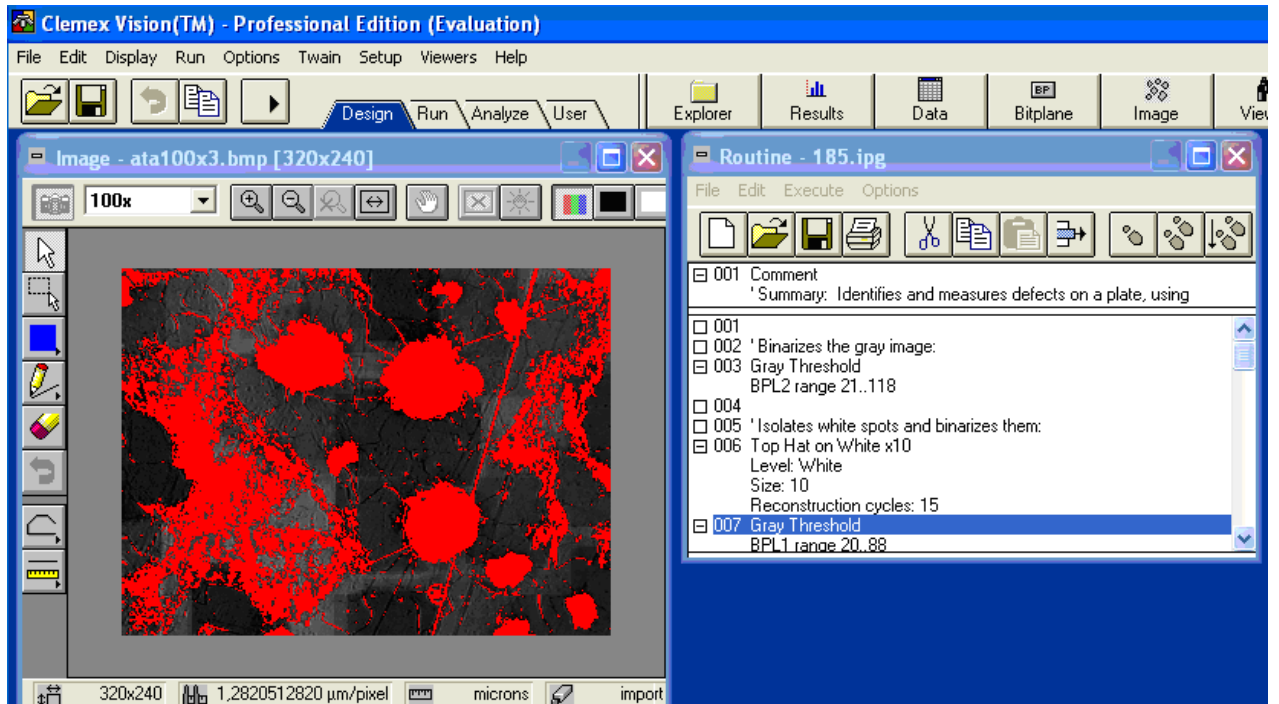 Clemex Vision(TM) - Professional Edition (Evaluation)
File Edit Display Run Options Twain Setup Viewers Help
Design Run Analyze User Explorer Results Data BP Bitplane Image
Image - ata100x3.bmp [320x240]
100x
320x240 1,2820512820 µm/pixel microns import
Routine - 185.ipg
File Edit Execute Options
001 Comment
'Summary: Identifies and measures defects on a plate, using
001
002 'Binarizes the gray image:
003 Gray Threshold
BPL2 range 21..118
004
005 'Isolates white spots and binarizes them:
006 Top Hat on White x10
Level: White
Size: 10
Reconstruction cycles: 15
007 Gray Threshold
BPL1 range 20..88